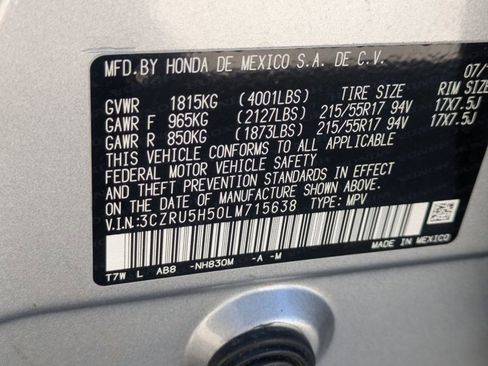 MFD.BY HONDA DE MEXICO S.A. DE C.V. 07/
GVWR 1815KG (4001LBS) TIRE SIZE RIM SIZE
GAWR F 965KG (2127LBS) 215/55R17 94V 17X7.5J
GAWR R 850KG (1873LBS) 215/55R17 94V 17X7.5J
THIS VEHICLE CONFORMS TO ALL APPLICABLE
FEDERAL MOTOR VEHICLE SAFETY
STANDARDS IN EFFECT ON THE
DATE OF MANUFACTURE SHOWN ABOVE.
V.I.N.:3CZRU5H50LM715638 TYPE: MPV
MADE IN MEXICO
T7W L AB8 -NH830M -A -M